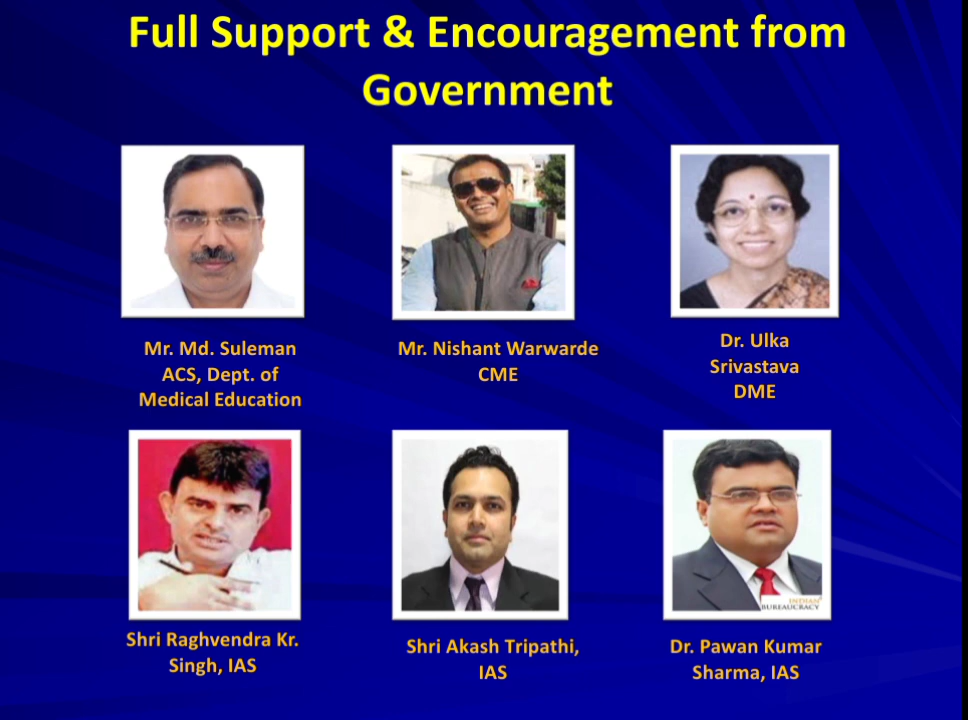 Full Support & Encouragement from
Government
Mr. Md. Suleman
ACS, Dept. of
Medical Education
Mr. Nishant Warwarde
CME
Dr. Ulka
Srivastava
DME
Shri Raghvendra Kr.
Singh, IAS
Shri Akash Tripathi,
IAS
INDIAN
BUREAUCRACY
Dr. Pawan Kumar
Sharma, IAS